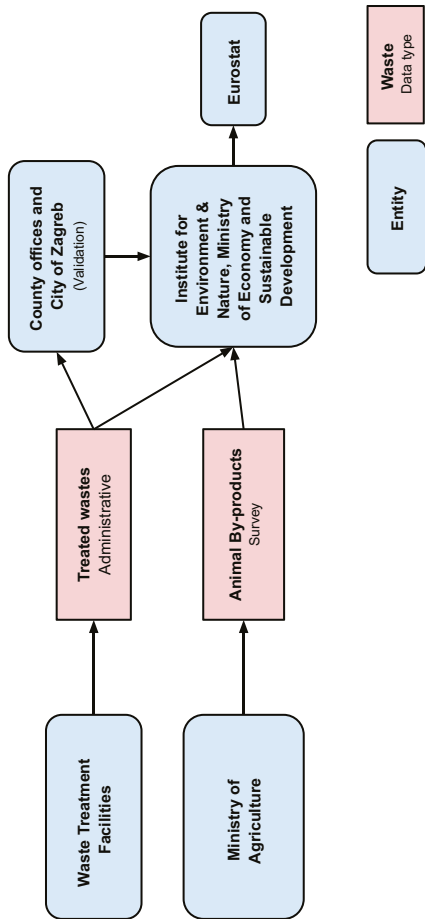 Waste Treatment
Facilities
Ministry of
Agriculture
Treated wastes
Administrative
Animal By-products
Survey
County offices and
City of Zagreb
(Validation)
Institute for
Environment &
Nature, Ministry
of Economy and
Sustainable
Development
Eurostat
Entity
Waste
Data type